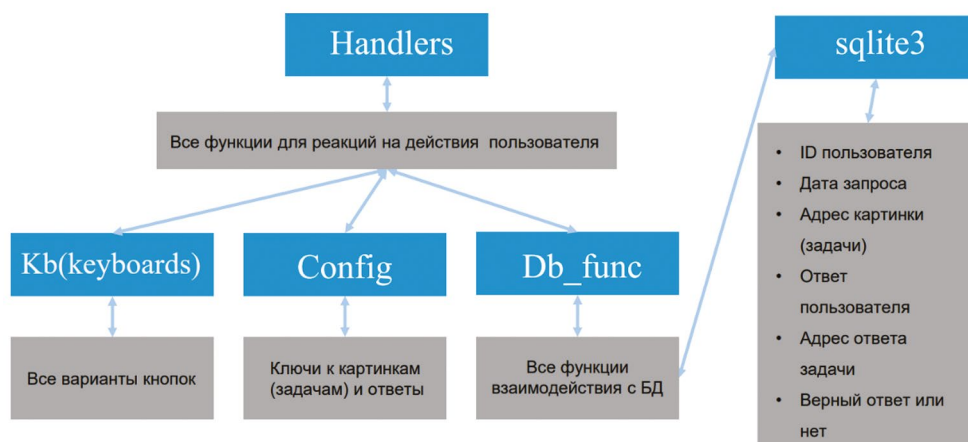 Handlers
Все функции для реакций на действия пользователя
Kb(keyboards)
Все варианты кнопок
Config
Ключи к картинкам
(задачам) и ответы
Db_func
Все функции
взаимодействия с БД
sqlite3
• ID пользователя
• Дата запроса
• Адрес картинки
(задачи)
• Ответ
пользователя
• Адрес ответа
задачи
• Верный ответ или
нет